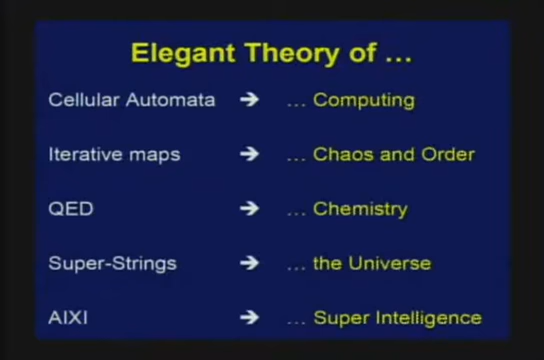 Elegant Theory of ...
Cellular Automata ➔ ... Computing
Iterative maps ➔ ... Chaos and Order
QED ➔ ... Chemistry
Super-Strings ➔ ... the Universe
AIXI ➔ ... Super Intelligence